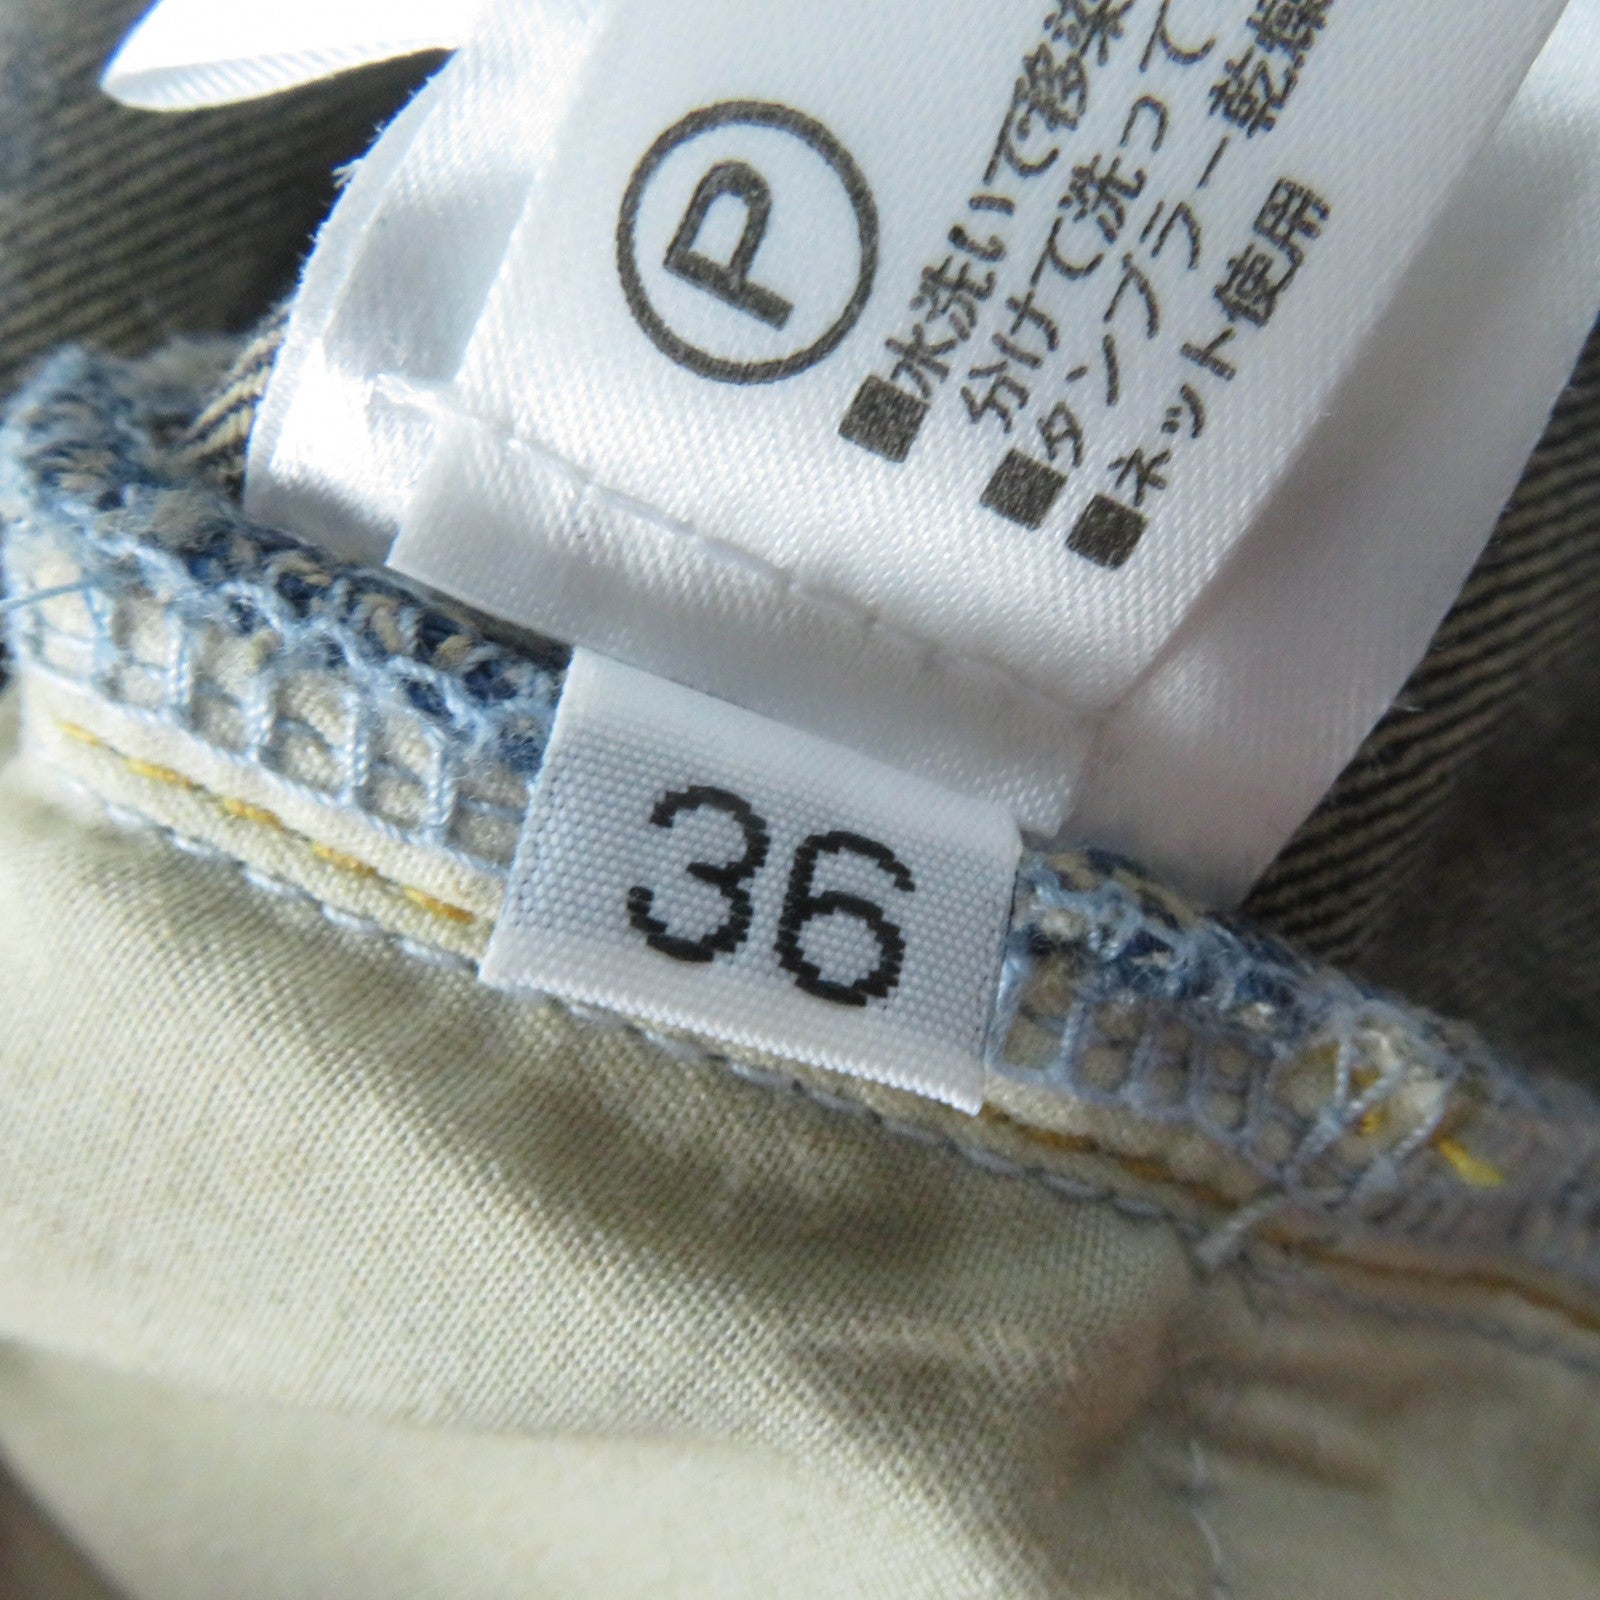 P
■水洗いで移染
分けて洗って
■タンブラー乾燥
■ネット使用
36